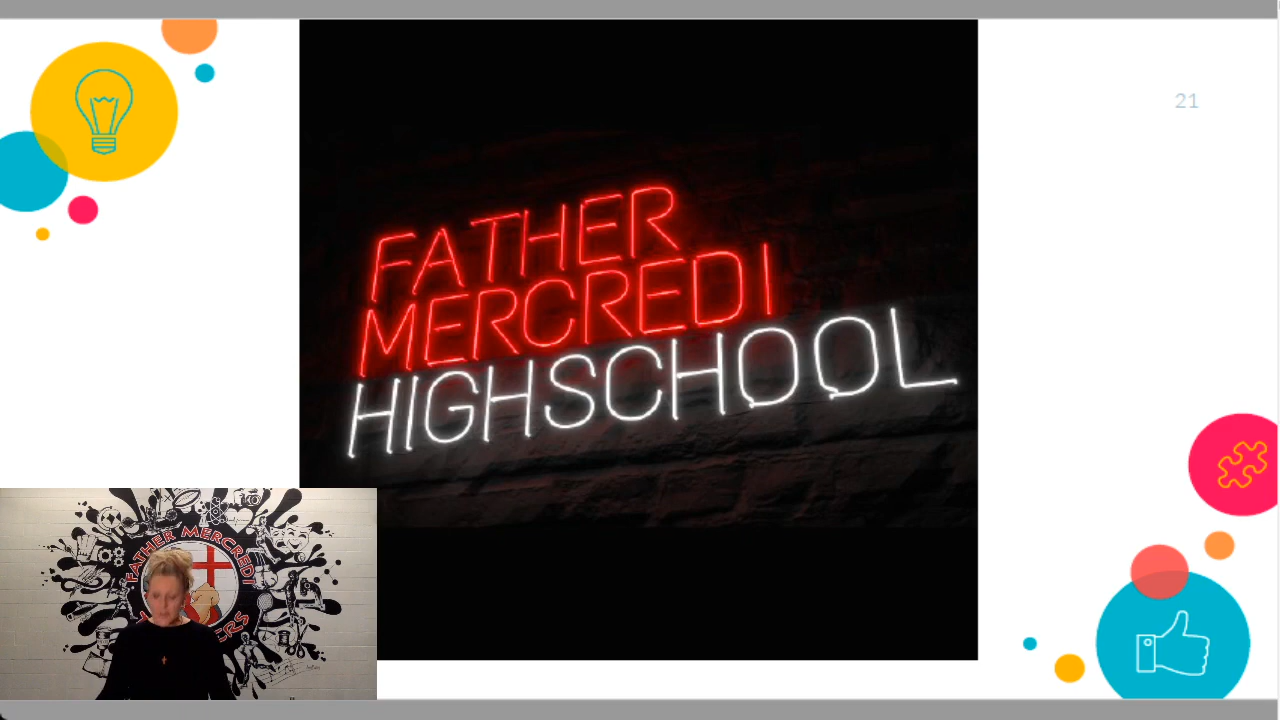 21
FATHER
MERCREDI
HIGHSCHOOL
FATHER MERCREDI